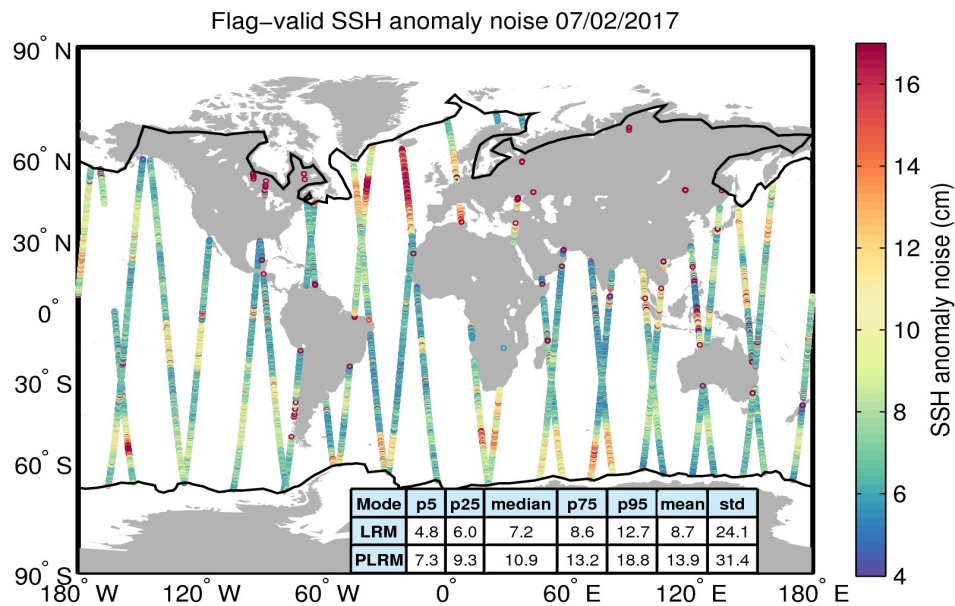 Flag−valid SSH anomaly noise 07/02/2017
90° N
60° N
30° N
0°
30° S
60° S
90° S
180° W 120° W 60° W 0° 60° E 120° E 180° E
Mode p5 p25 median p75 p95 mean std
LRM 4.8 6.0 7.2 8.6 12.7 8.7 24.1
PLRM 7.3 9.3 10.9 13.2 18.8 13.9 31.4
16
14
12
10
8
6
4
SSH anomaly noise (cm)